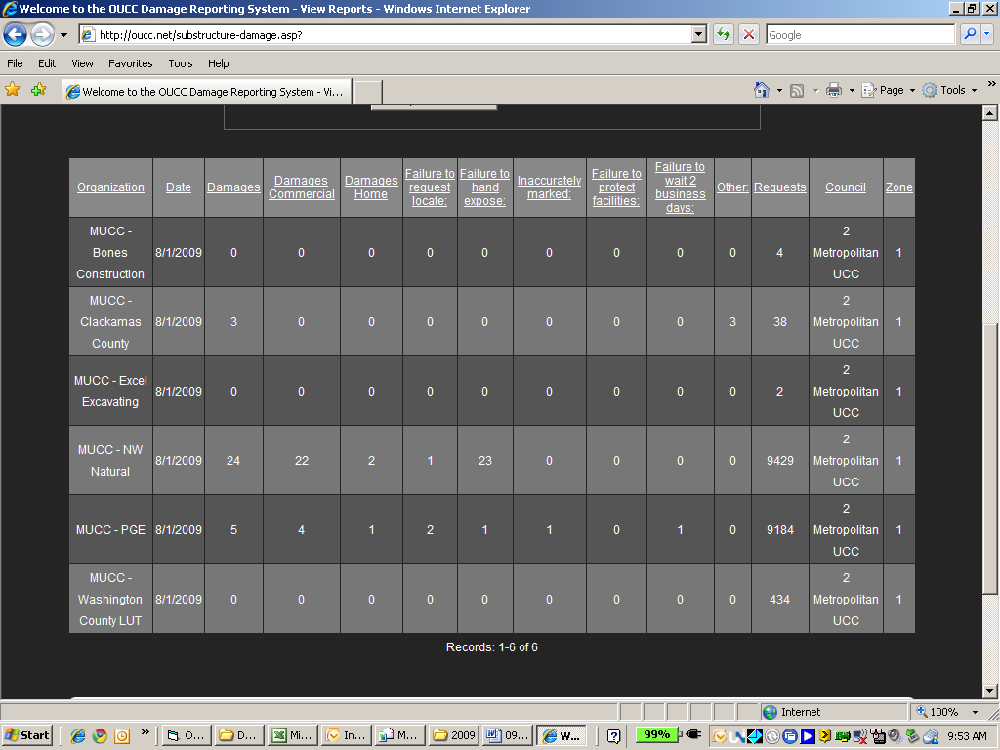 Welcome to the OUCC Damage Reporting System - View Reports - Windows Internet Explorer
http://oucc.net/substructure-damage.asp?
Google
File Edit View Favorites Tools Help
Welcome to the OUCC Damage Reporting System - Vi...
Page Tools
Organization Date Damages Damages Commercial Damages Home Failure to request locate: Failure to hand expose: Inaccurately marked: Failure to protect facilities: Failure to wait 2 business days: Other: Requests Council Zone
MUCC - Bones Construction 8/1/2009 0 0 0 0 0 0 0 0 0 4 2 Metropolitan UCC 1
MUCC - Clackamas County 8/1/2009 3 0 0 0 0 0 0 0 3 38 2 Metropolitan UCC 1
MUCC - Excel Excavating 8/1/2009 0 0 0 0 0 0 0 0 0 2 2 Metropolitan UCC 1
MUCC - NW Natural 8/1/2009 24 22 2 1 23 0 0 0 0 9429 2 Metropolitan UCC 1
MUCC - PGE 8/1/2009 5 4 1 2 1 1 0 1 0 9184 2 Metropolitan UCC 1
MUCC - Washington County LUT 8/1/2009 0 0 0 0 0 0 0 0 0 434 2 Metropolitan UCC 1
Records: 1-6 of 6
Internet 100%
Start O... D... Mi... In... M... 2009 09... W... 99% 9:53 AM